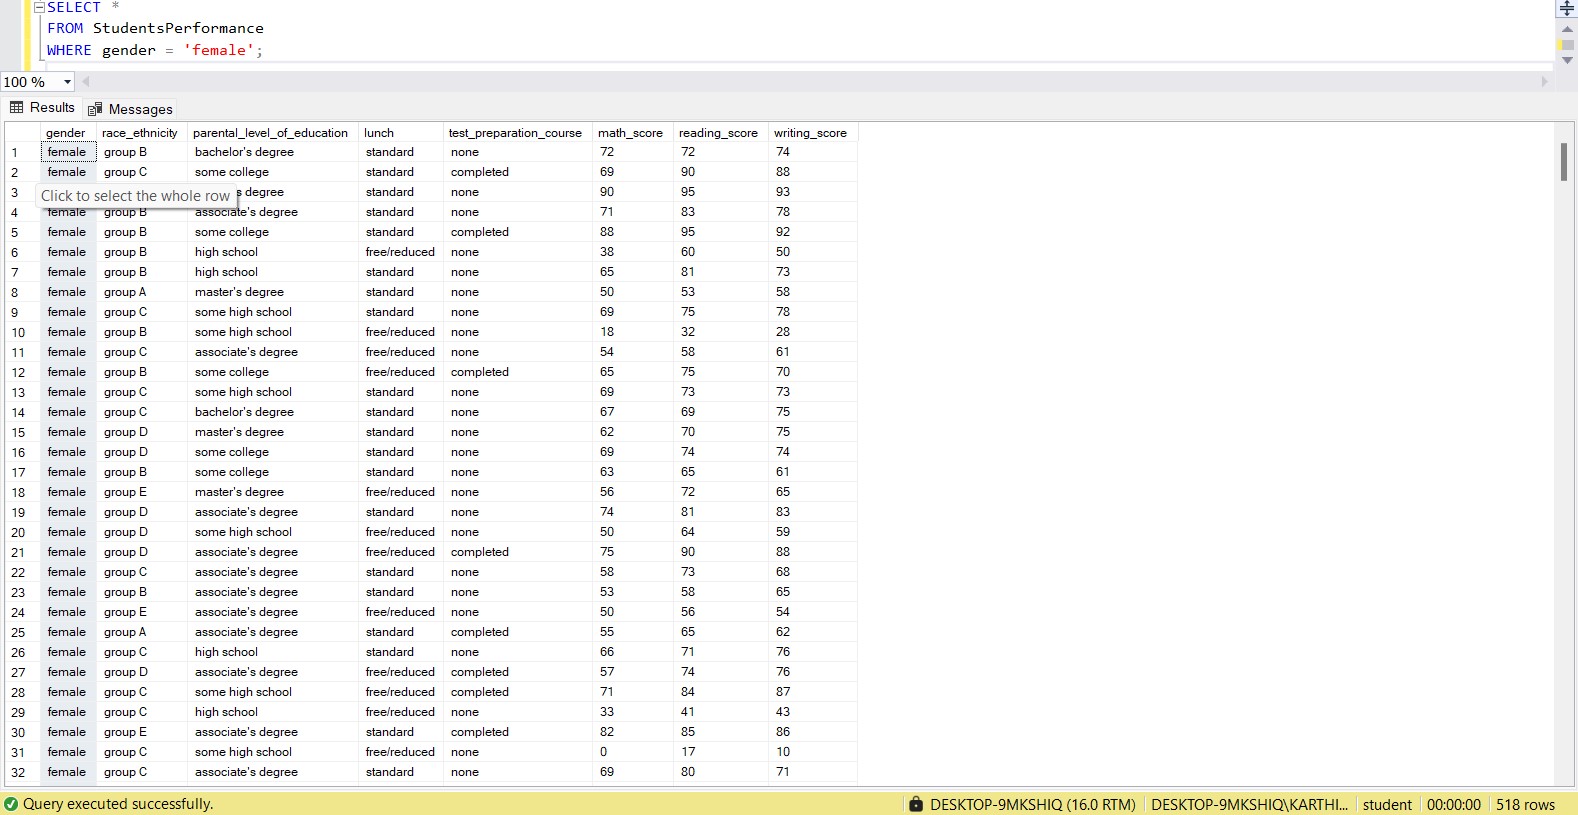 SELECT *
FROM StudentsPerformance
WHERE gender = 'female';
100 %
Results Messages
gender race_ethnicity parental_level_of_education lunch test_preparation_course math_score reading_score writing_score
1 female group B bachelor's degree standard none 72 72 74
2 female group C some college standard completed 69 90 88
3 s degree standard none 90 95 93
Click to select the whole row
4 female group B associate's degree standard none 71 83 78
5 female group B some college standard completed 88 95 92
6 female group B high school free/reduced none 38 60 50
7 female group B high school standard none 65 81 73
8 female group A master's degree standard none 50 53 58
9 female group C some high school standard none 69 75 78
10 female group B some high school free/reduced none 18 32 28
11 female group C associate's degree free/reduced none 54 58 61
12 female group B some college free/reduced completed 65 75 70
13 female group C some high school standard none 69 73 73
14 female group C bachelor's degree standard none 67 69 75
15 female group D master's degree standard none 62 70 75
16 female group D some college standard none 69 74 74
17 female group B some college standard none 63 65 61
18 female group E master's degree free/reduced none 56 72 65
19 female group D associate's degree standard none 74 81 83
20 female group D some high school free/reduced none 50 64 59
21 female group D associate's degree free/reduced completed 75 90 88
22 female group C associate's degree standard none 58 73 68
23 female group B associate's degree standard none 53 58 65
24 female group E associate's degree free/reduced none 50 56 54
25 female group A associate's degree standard completed 55 65 62
26 female group C high school standard none 66 71 76
27 female group D associate's degree free/reduced completed 57 74 76
28 female group C some high school free/reduced completed 71 84 87
29 female group C high school free/reduced none 33 41 43
30 female group E associate's degree standard completed 82 85 86
31 female group C some high school free/reduced none 0 17 10
32 female group C associate's degree standard none 69 80 71
Query executed successfully. DESKTOP-9MKSHIQ (16.0 RTM) DESKTOP-9MKSHIQ\KARTHI... student 00:00:00 518 rows